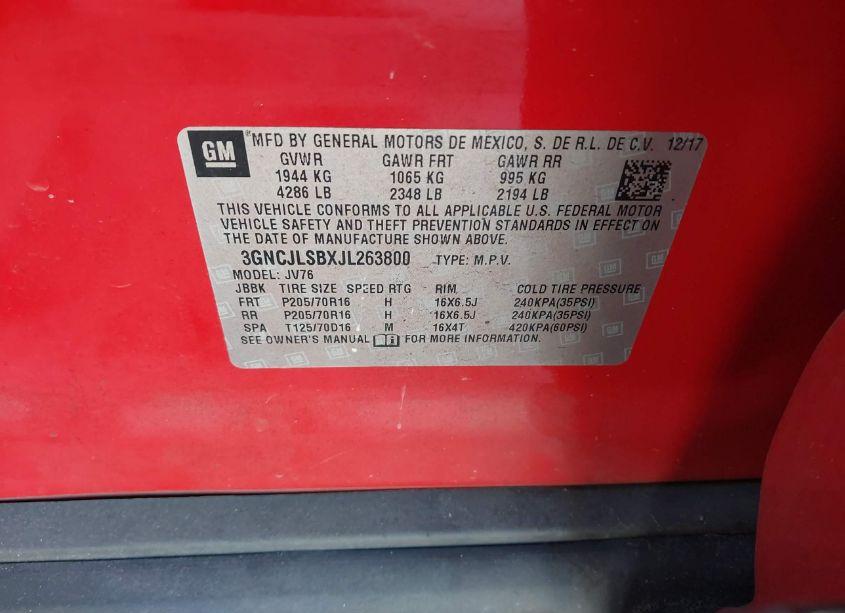 GM MFD BY GENERAL MOTORS DE MEXICO, S. DE R.L. DE C.V. 12/17
GVWR GAWR FRT GAWR RR
1944 KG 1065 KG 995 KG
4286 LB 2348 LB 2194 LB
THIS VEHICLE CONFORMS TO ALL APPLICABLE U.S. FEDERAL MOTOR
VEHICLE SAFETY AND THEFT PREVENTION STANDARDS IN EFFECT ON
THE DATE OF MANUFACTURE SHOWN ABOVE.
3GNCJLSBXJL263800 TYPE: M.P.V.
MODEL: JV76
JBBK TIRE SIZE SPEED RTG RIM COLD TIRE PRESSURE
FRT P205/70R16 H 16X6.5J 240KPA(35PSI)
RR P205/70R16 H 16X6.5J 240KPA(35PSI)
SPA T125/70D16 M 16X4T 420KPA(60PSI)
SEE OWNER'S MANUAL FOR MORE INFORMATION.